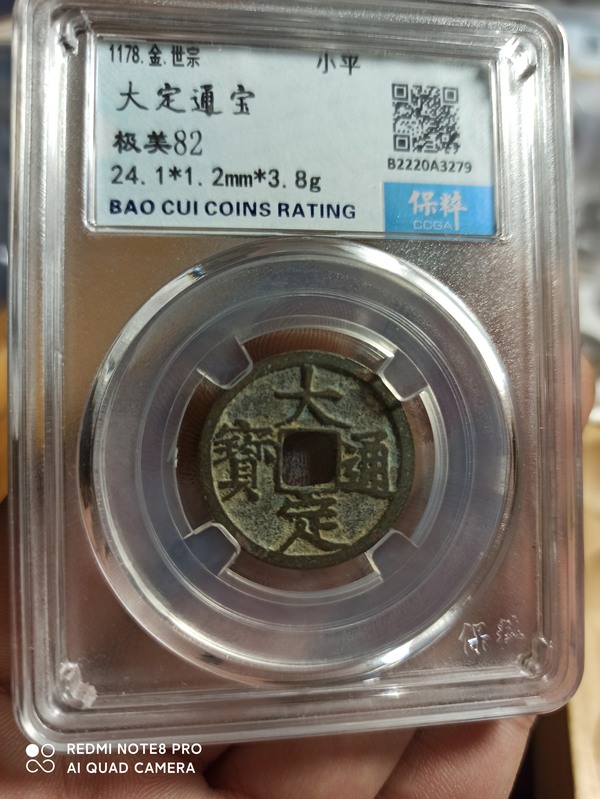 1178.金.世宗 小平
大定通宝
极美82
24.1*1.2mm*3.8g
BAO CUI COINS RATING
B2220A3279
保粹
CCGA
大定通寶
保粹
REDMI NOTE8 PRO
AI QUAD CAMERA